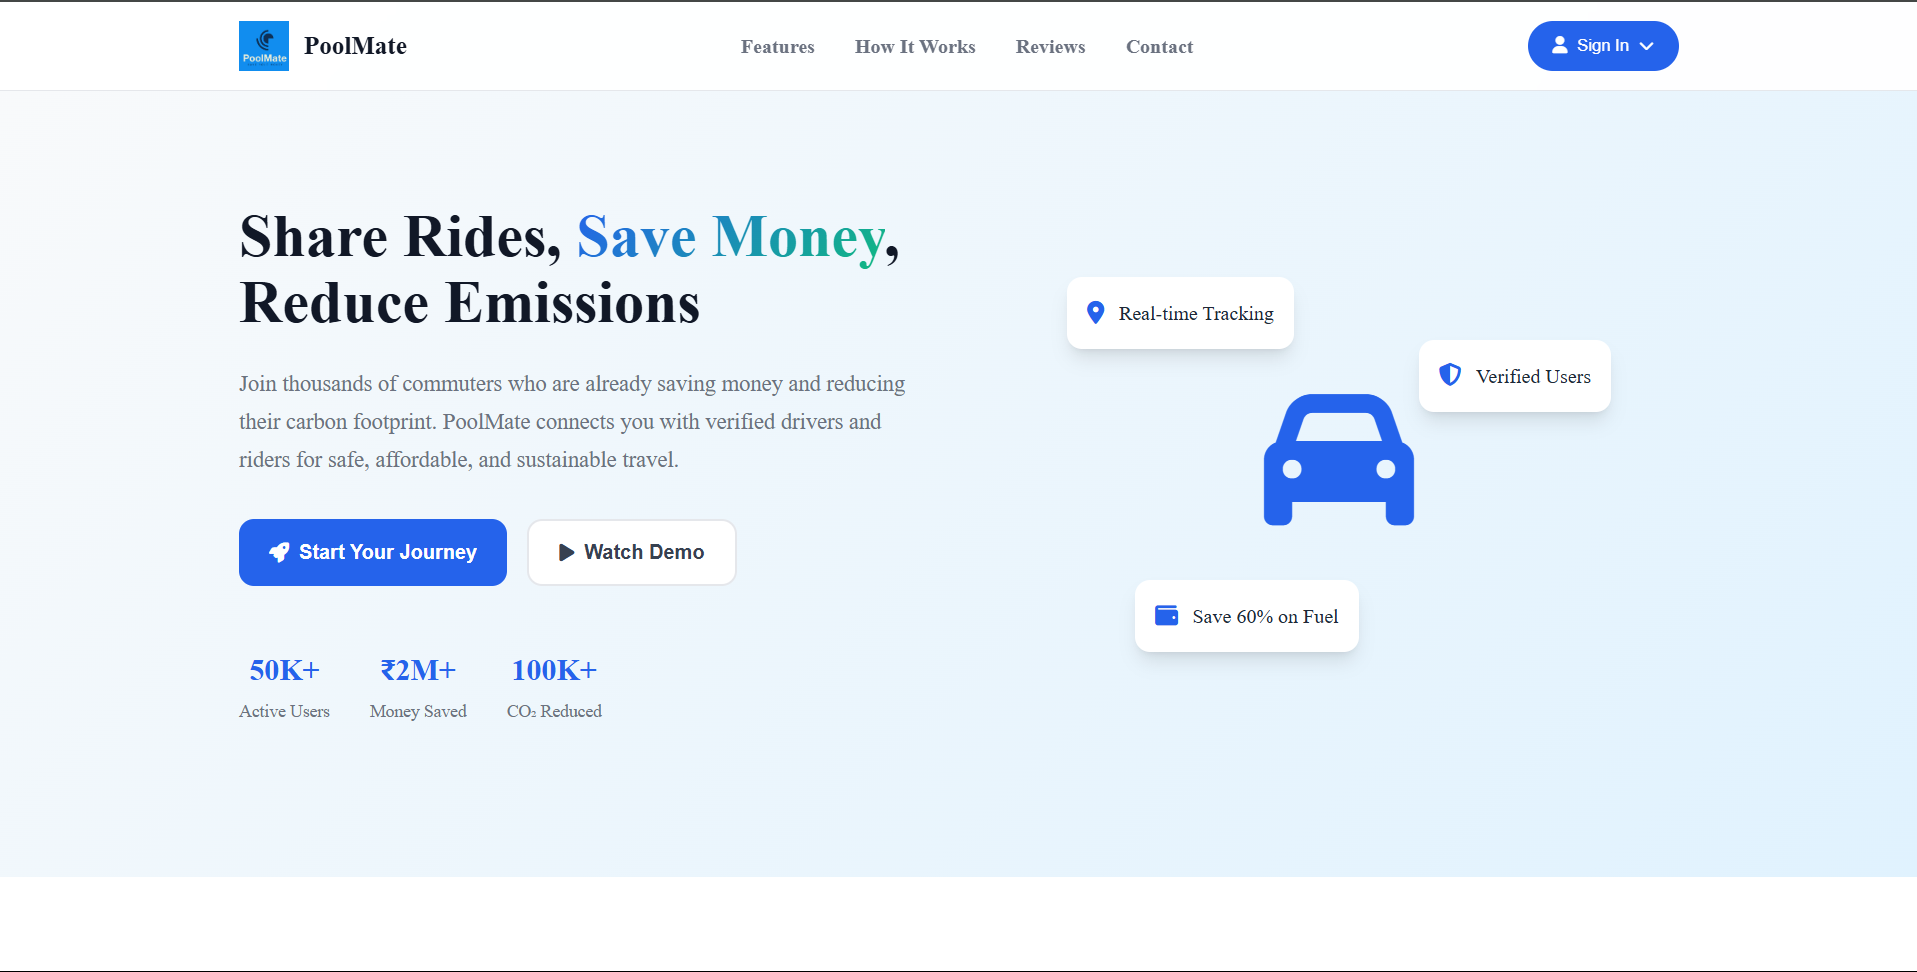 PoolMate
PoolMate
Features
How It Works
Reviews
Contact
Sign In
Share Rides, Save Money,
Reduce Emissions
Join thousands of commuters who are already saving money and reducing
their carbon footprint. PoolMate connects you with verified drivers and
riders for safe, affordable, and sustainable travel.
Start Your Journey
Watch Demo
50K+
Active Users
₹2M+
Money Saved
100K+
CO₂ Reduced
Real-time Tracking
Verified Users
Save 60% on Fuel